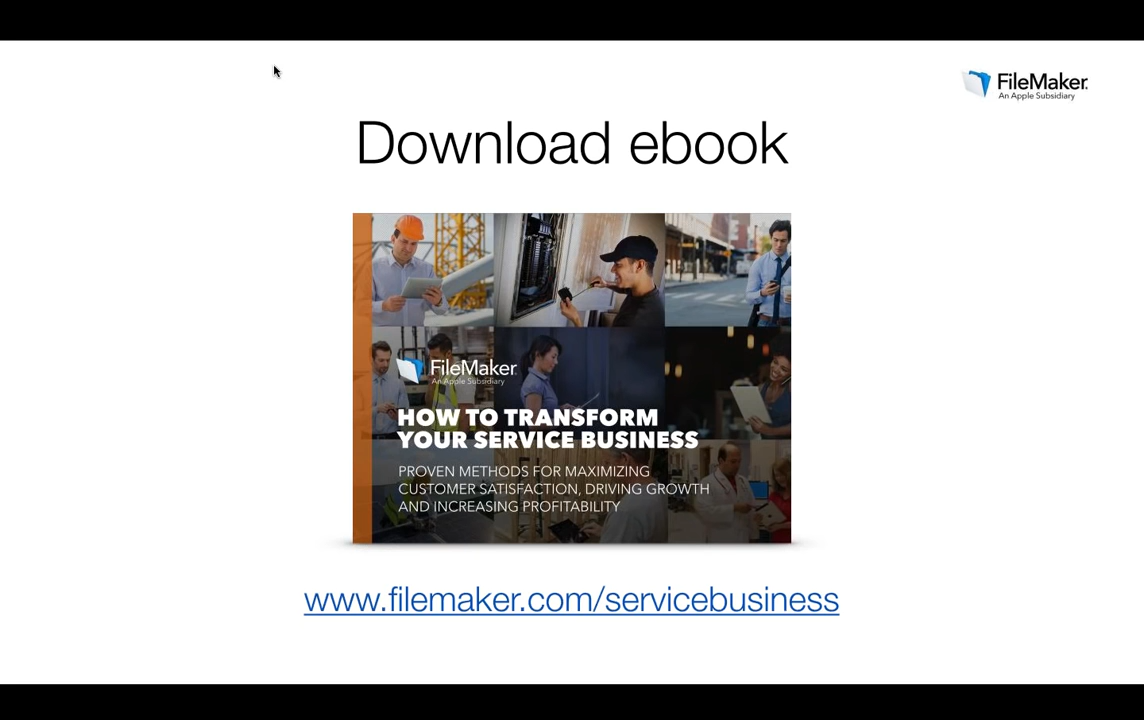 FileMaker.
An Apple Subsidiary
Download ebook
FileMaker
An Apple Subsidiary
HOW TO TRANSFORM
YOUR SERVICE BUSINESS
PROVEN METHODS FOR MAXIMIZING
CUSTOMER SATISFACTION, DRIVING GROWTH
AND INCREASING PROFITABILITY
www.filemaker.com/servicebusiness